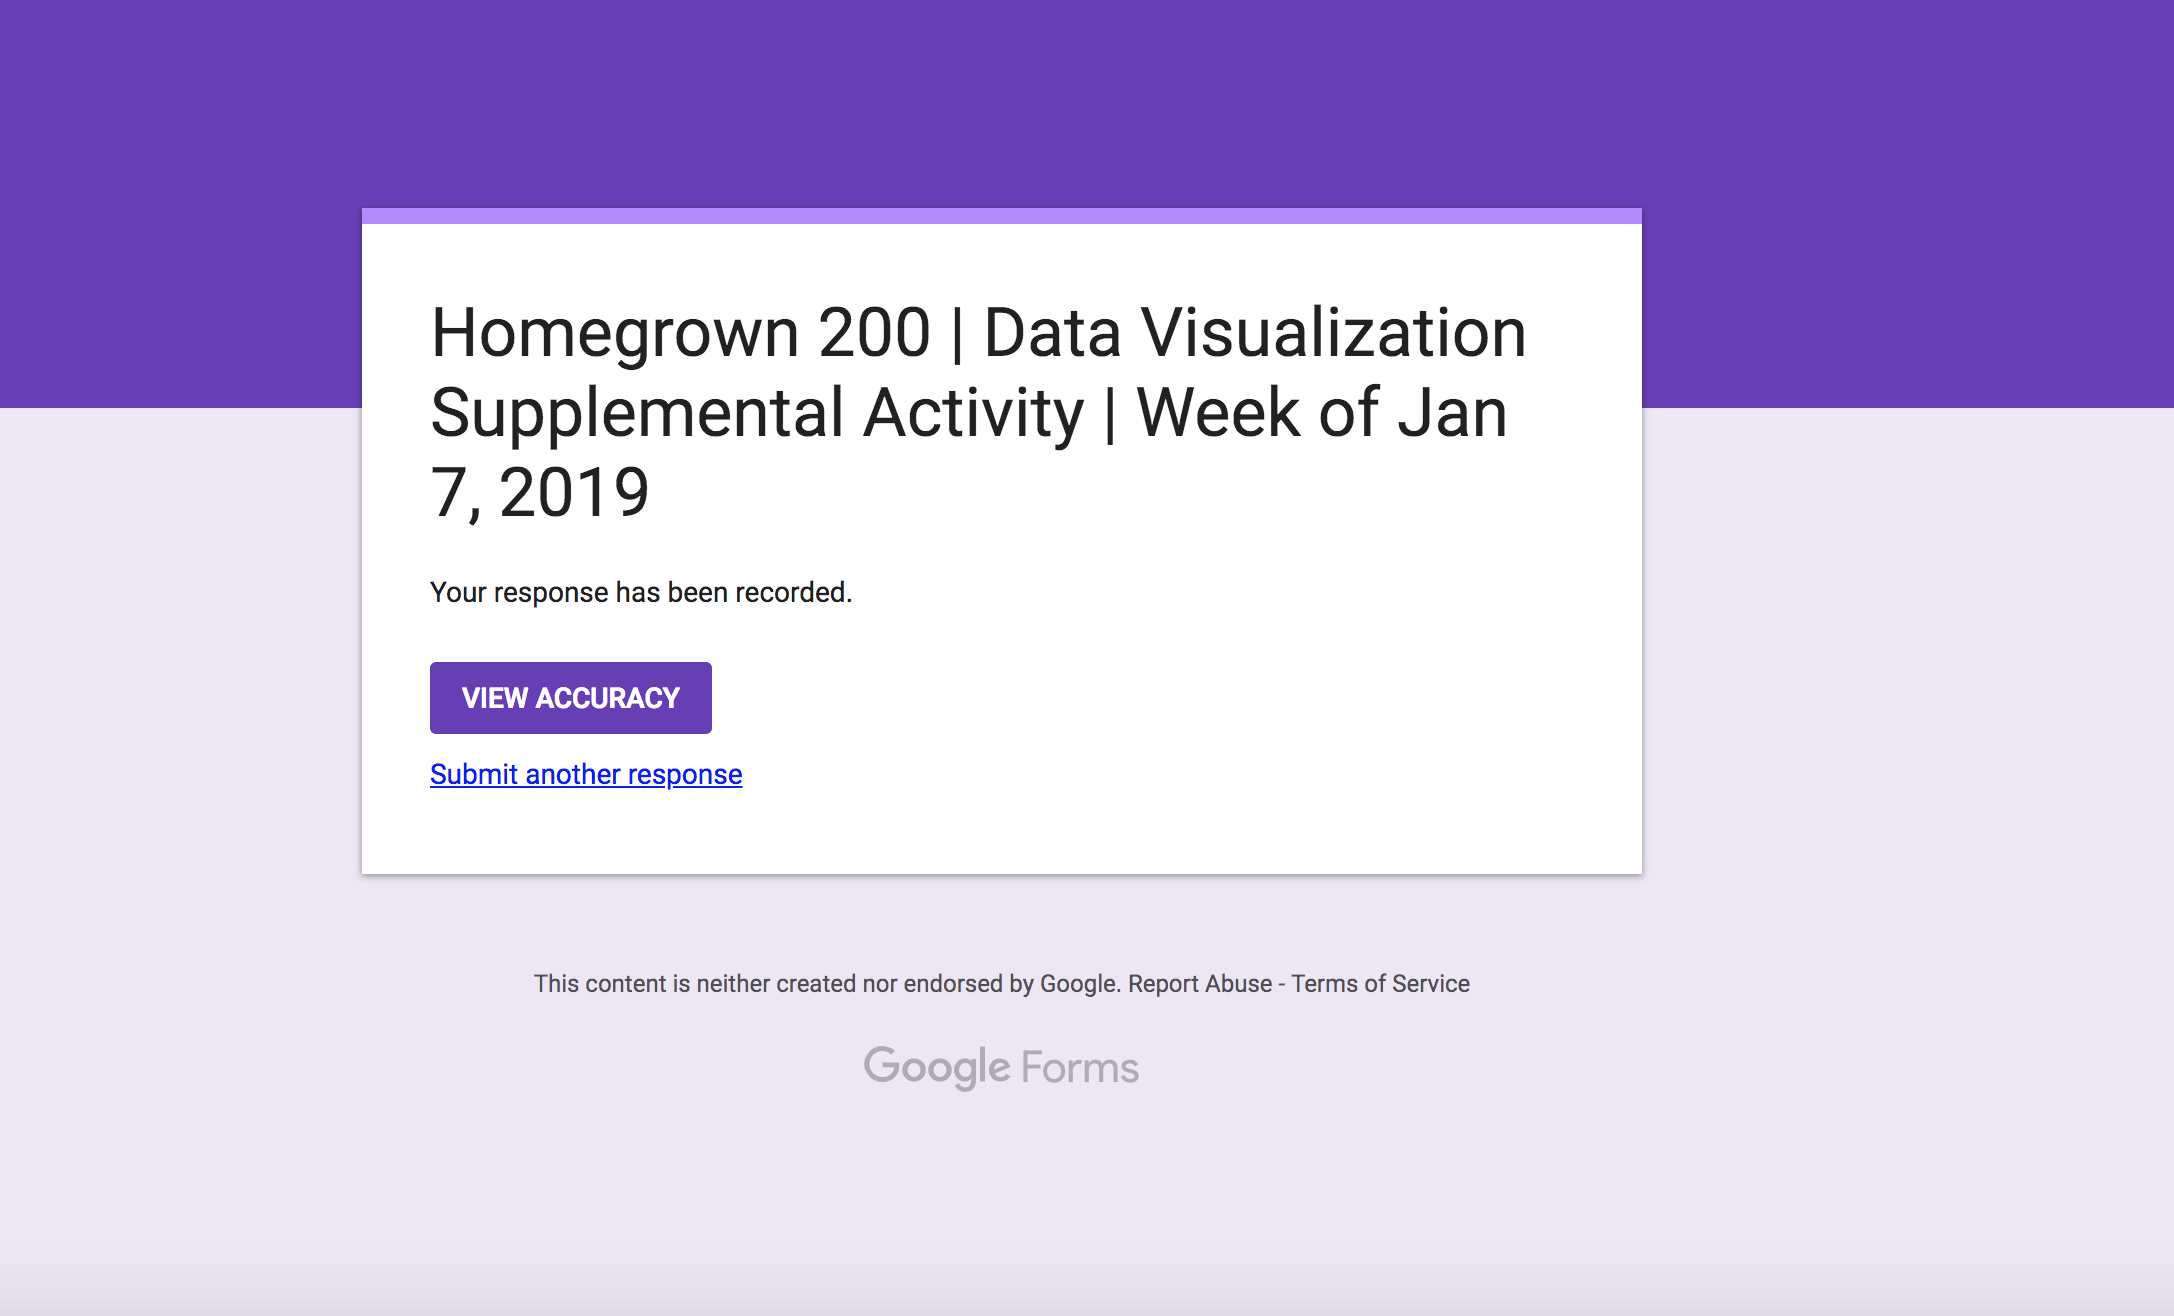 Homegrown 200 | Data Visualization
Supplemental Activity | Week of Jan
7, 2019
Your response has been recorded.
VIEW ACCURACY
Submit another response
This content is neither created nor endorsed by Google. Report Abuse - Terms of Service
Google Forms